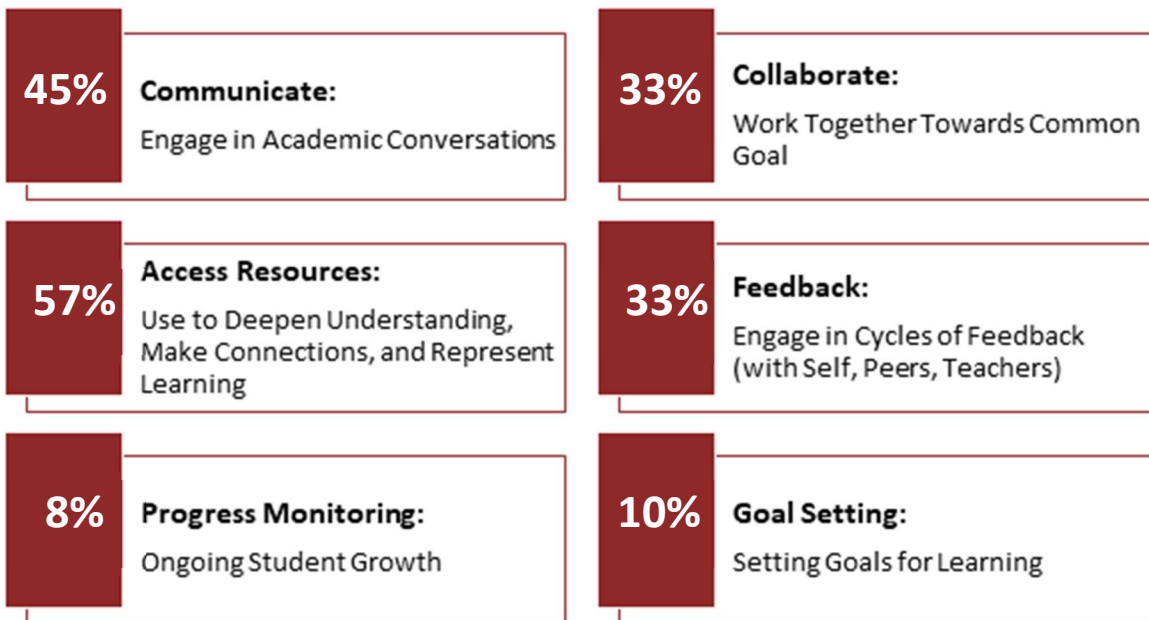 45%
Communicate:
Engage in Academic Conversations
33%
Collaborate:
Work Together Towards Common
Goal
57%
Access Resources:
Use to Deepen Understanding,
Make Connections, and Represent
Learning
33%
Feedback:
Engage in Cycles of Feedback
(with Self, Peers, Teachers)
8%
Progress Monitoring:
Ongoing Student Growth
10%
Goal Setting:
Setting Goals for Learning